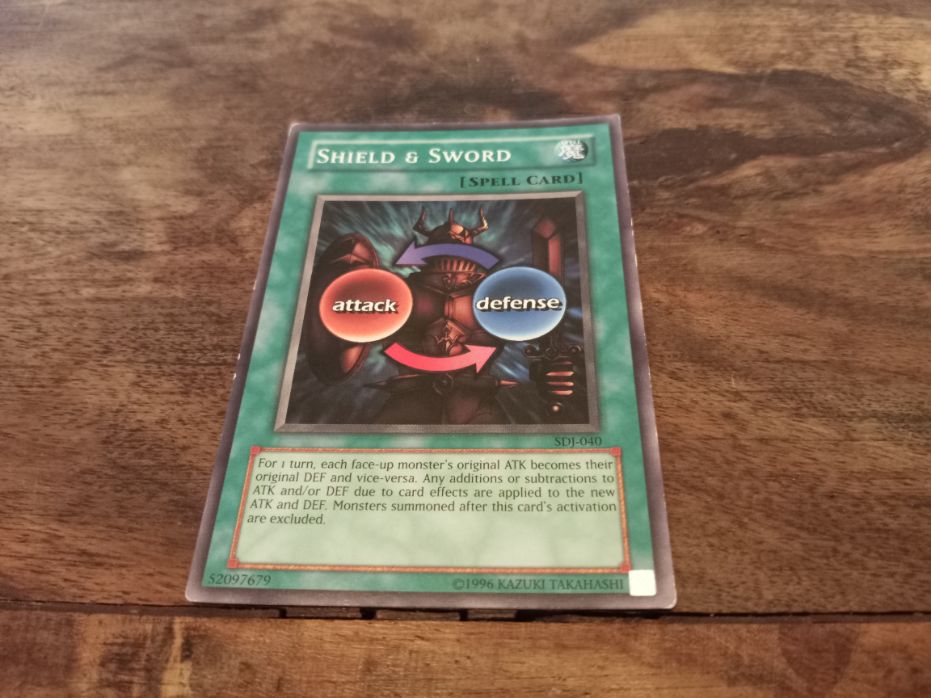 SHIELD & SWORD
[SPELL CARD]
attack
defense
SDJ-040
For 1 turn, each face-up monster's original ATK becomes their
original DEF and vice-versa. Any additions or subtractions to
ATK and/or DEF due to card effects are applied to the new
ATK and DEF. Monsters summoned after this card's activation
are excluded.
52097679
©1996 KAZUKI TAKAHASHI